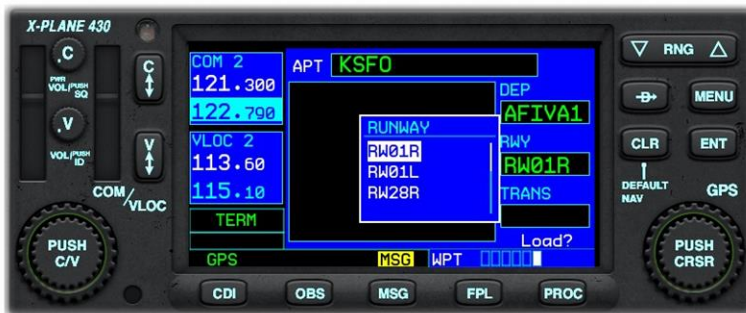 X-PLANE 430
C
PWR
VOL/PUSH
SQ
C
V
VOL/PUSH
ID
V
COM/VLOC
PUSH
C/V
COM 2
121.300
122.790
VLOC 2
113.60
115.10
TERM
GPS
APT KSFO
DEP
AFIVA1
RWY
RW01R
TRANS
Load?
RUNWAY
RW01R
RW01L
RW28R
MSG
WPT
RNG
D
MENU
CLR
ENT
DEFAULT
NAV
GPS
PUSH
CRSR
CDI
OBS
MSG
FPL
PROC